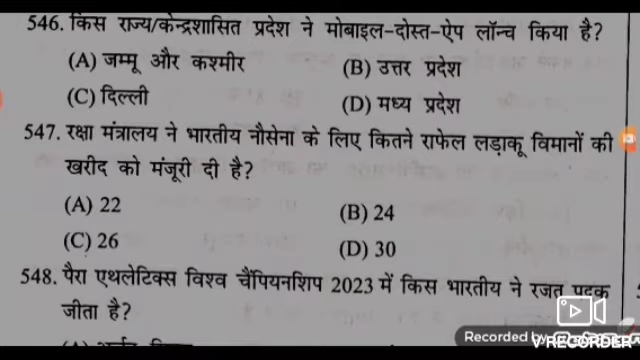 546. किस राज्य/केन्द्रशासित प्रदेश ने मोबाइल-दोस्त-ऐप लॉन्च किया है?
(A) जम्मू और कश्मीर (B) उत्तर प्रदेश
(C) दिल्ली (D) मध्य प्रदेश
547. रक्षा मंत्रालय ने भारतीय नौसेना के लिए कितने राफेल लड़ाकू विमानों की
खरीद को मंजूरी दी है?
(A) 22 (B) 24
(C) 26 (D) 30
548. पैरा एथलेटिक्स विश्व चैंपियनशिप 2023 में किस भारतीय ने रजत पदक
जीता है?
Recorded by
VRECORDER